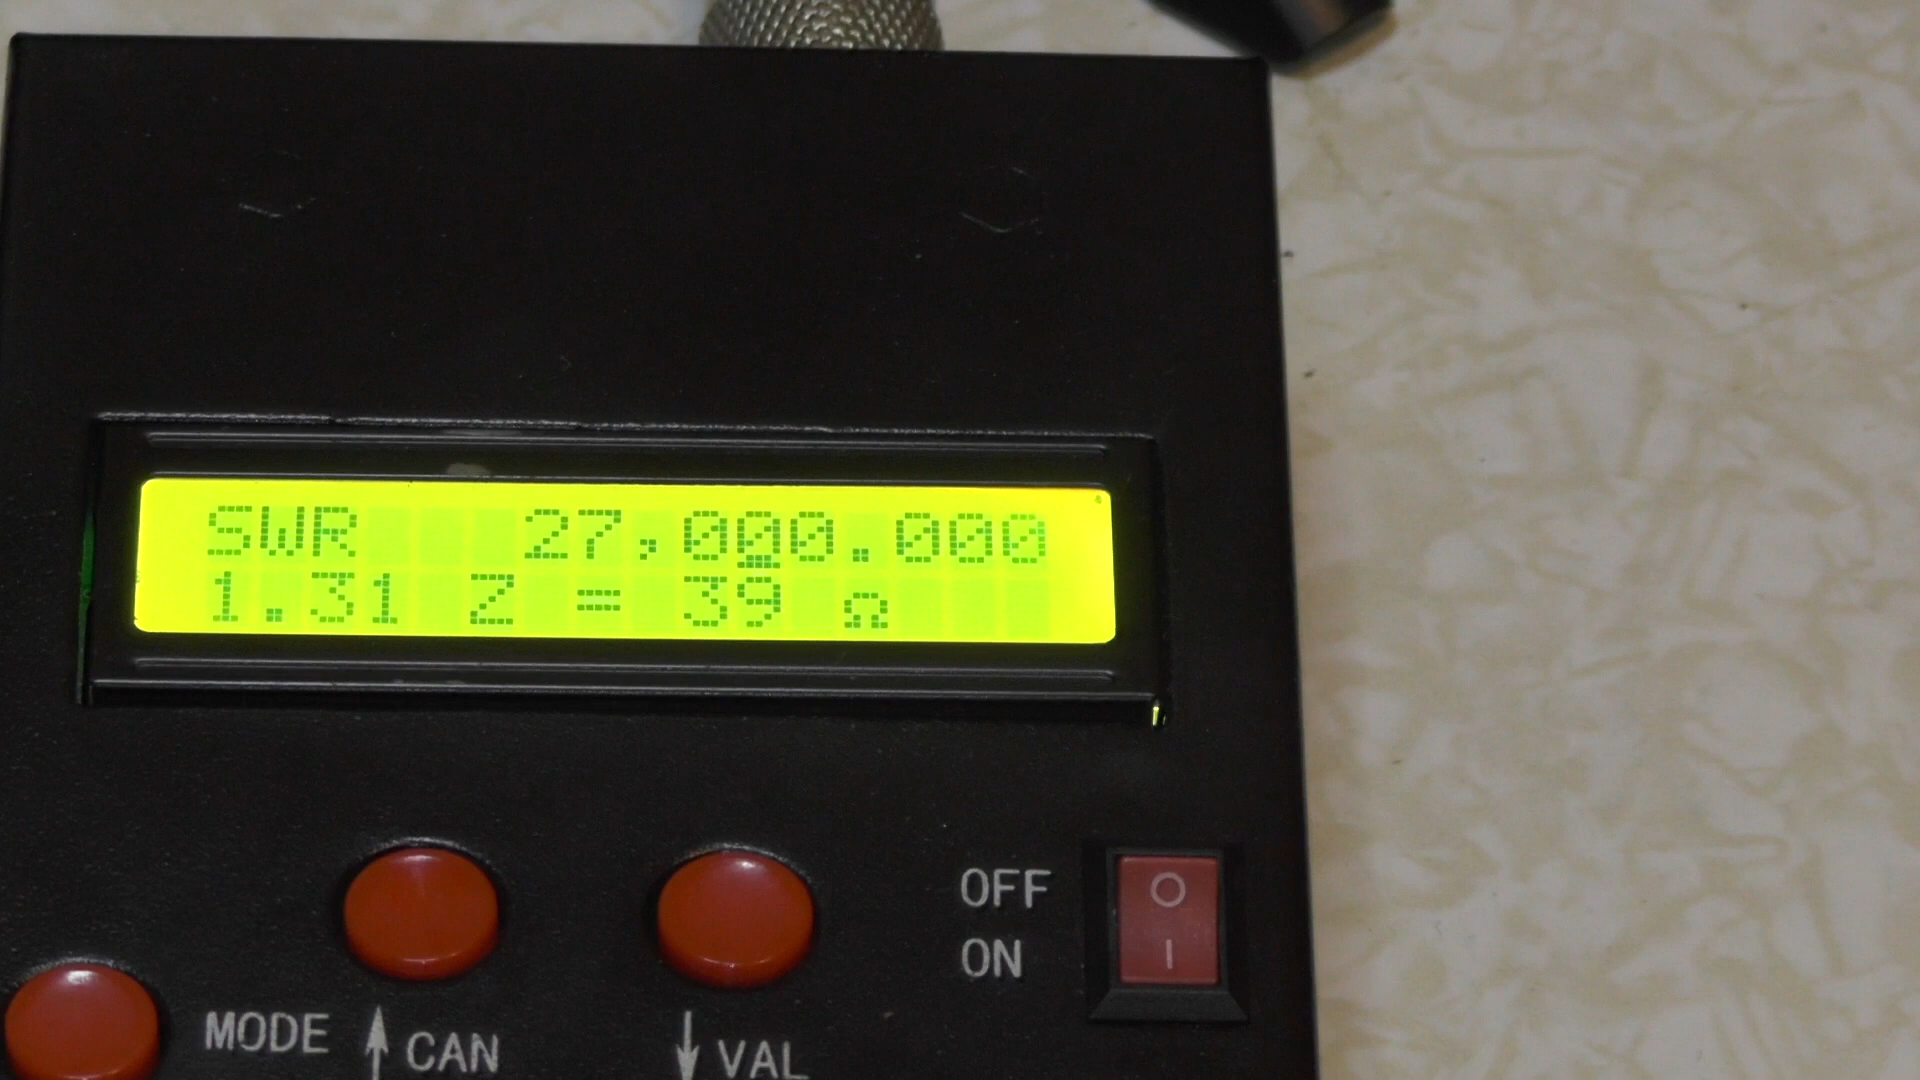 SWR 27,000.000
1.31 Z = 39 Ω
OFF
ON
MODE ↑ CAN ↓ VAL